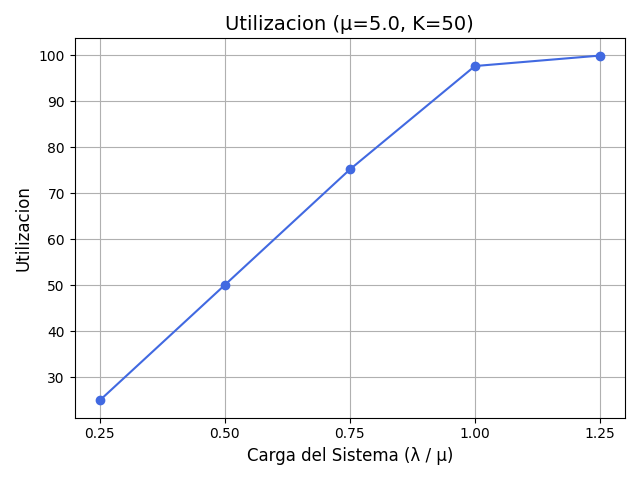 Utilizacion (μ=5.0, K=50)
100
90
80
70
60
50
40
30
Utilizacion
0.25 0.50 0.75 1.00 1.25
Carga del Sistema (λ / μ)